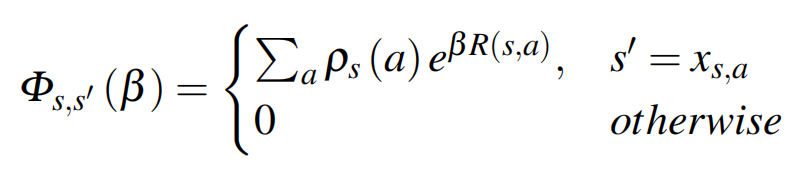 Φ_{s,s′}(β) = { ∑_a ρ_s(a) e^{βR(s,a)}, s′ = x_{s,a}
0 otherwise